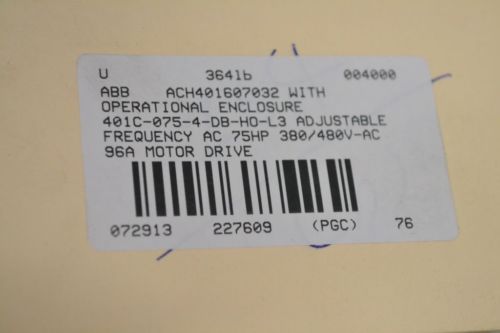 U 3641b 004000
ABB ACH401607032 WITH
OPERATIONAL ENCLOSURE
401C-075-4-DB-HO-L3 ADJUSTABLE
FREQUENCY AC 75HP 380/480V-AC
96A MOTOR DRIVE
072913 227609 (PGC) 76